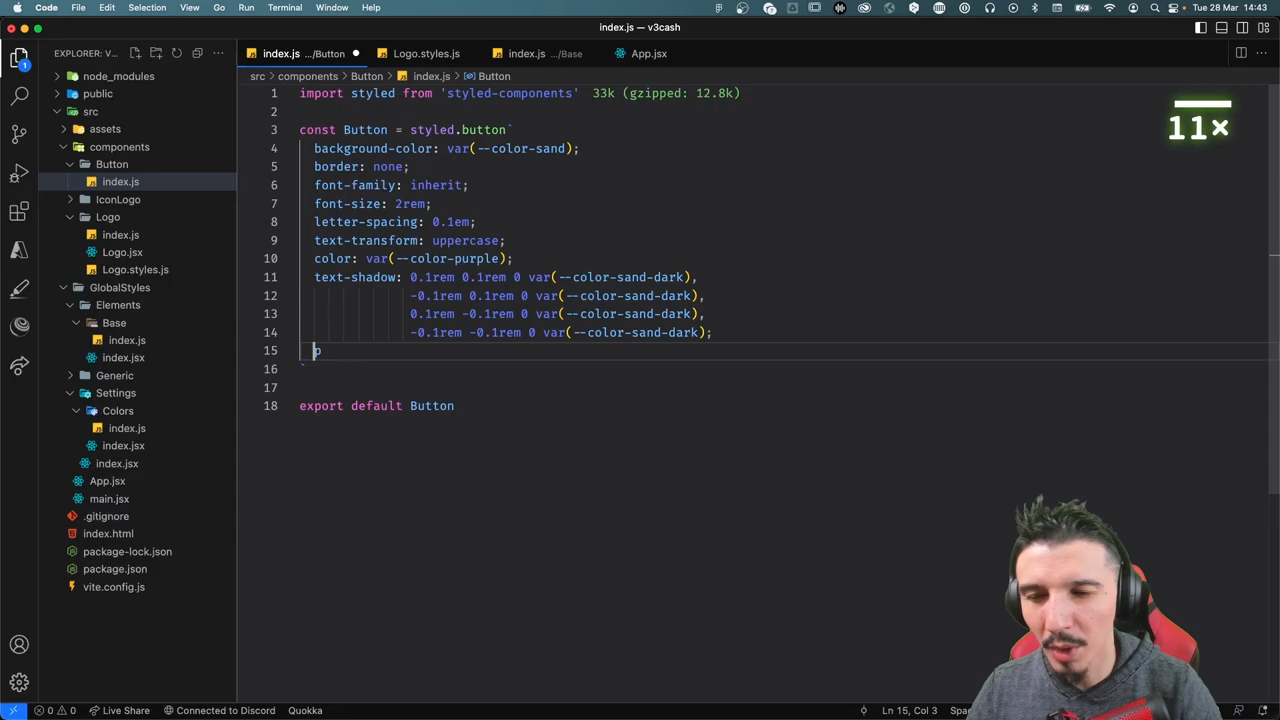 Code File Edit Selection View Go Run Terminal Window Help
Tue 28 Mar 14:43
index.js — v3cash
EXPLORER: V...
index.js .../Button
Logo.styles.js
index.js .../Base
App.jsx
src > components > Button > index.js > Button
node_modules
public
src
assets
components
Button
index.js
IconLogo
Logo
index.js
Logo.jsx
Logo.styles.js
GlobalStyles
Elements
Base
index.js
index.jsx
Generic
Settings
Colors
index.js
index.jsx
index.jsx
App.jsx
main.jsx
.gitignore
index.html
package-lock.json
package.json
vite.config.js
1 import styled from 'styled-components' 33k (gzipped: 12.8k)
2
3 const Button = styled.button`
4 background-color: var(--color-sand);
5 border: none;
6 font-family: inherit;
7 font-size: 2rem;
8 letter-spacing: 0.1em;
9 text-transform: uppercase;
10 color: var(--color-purple);
11 text-shadow: 0.1rem 0.1rem 0 var(--color-sand-dark),
12 -0.1rem 0.1rem 0 var(--color-sand-dark),
13 0.1rem -0.1rem 0 var(--color-sand-dark),
14 -0.1rem -0.1rem 0 var(--color-sand-dark);
15 p
16 `
17
18 export default Button
11×
1
0 0 Live Share Connected to Discord Quokka
Ln 15, Col 3